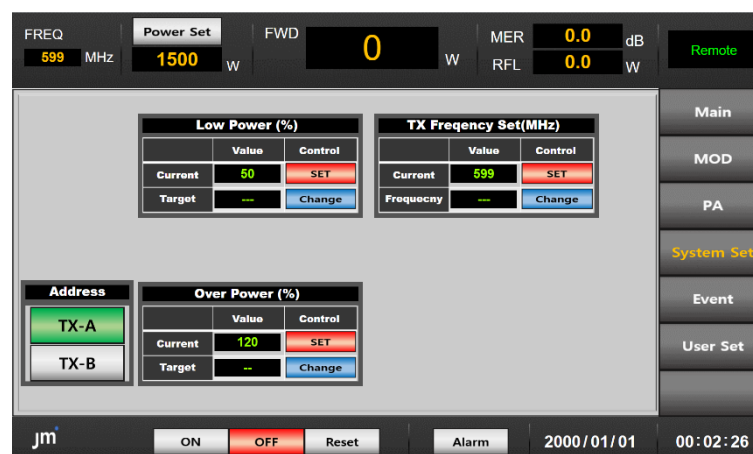 FREQ
599 MHz
Power Set
1500 W
FWD
0 W
MER 0.0 dB
RFL 0.0 W
Remote
Low Power (%)
Value Control
Current 50 SET
Target --- Change
TX Freqency Set(MHz)
Value Control
Current 599 SET
Frequecny --- Change
Address
TX-A
TX-B
Over Power (%)
Value Control
Current 120 SET
Target -- Change
Main
MOD
PA
System Set
Event
User Set
jm
ON OFF Reset Alarm 2000/01/01 00:02:26